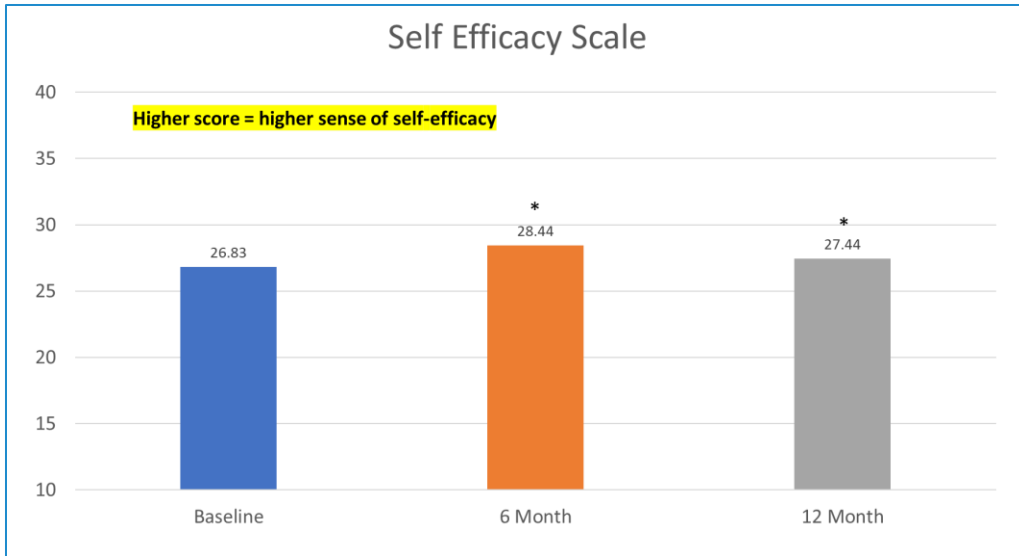 Self Efficacy Scale
40
Higher score = higher sense of self-efficacy
35
30
*
28.44
*
27.44
26.83
25
20
15
10
Baseline
6 Month
12 Month